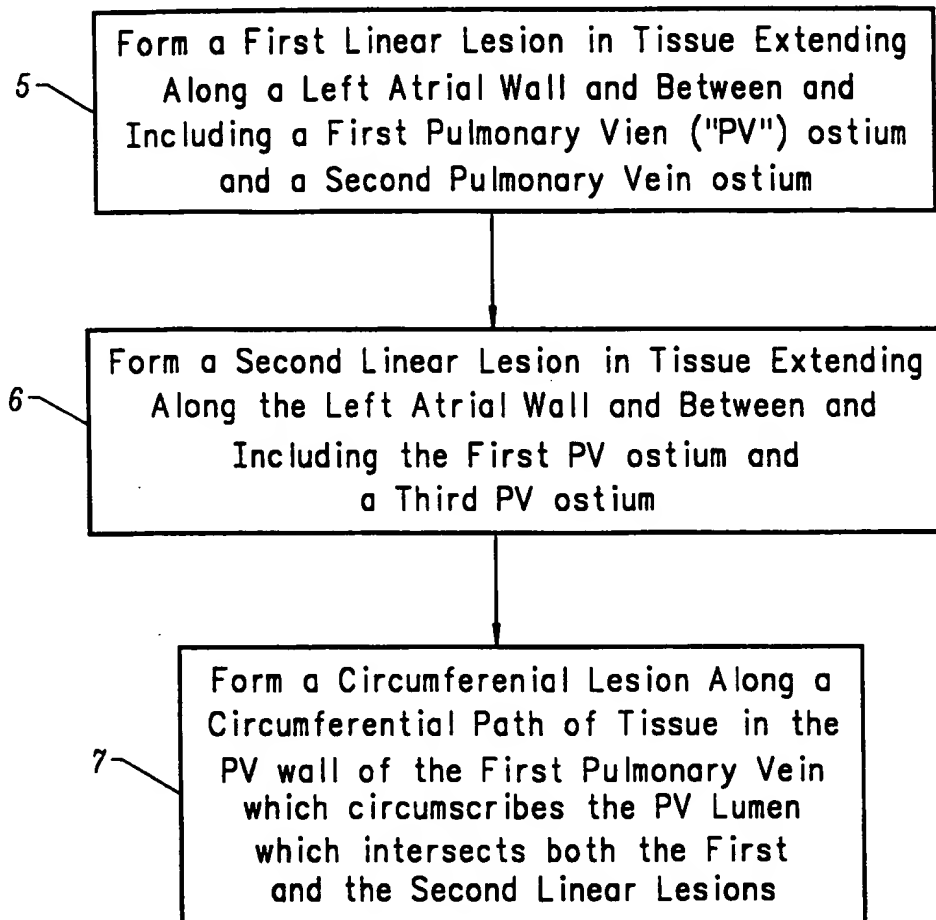 Form a First Linear Lesion in Tissue Extending
5
Along a Left Atrial Wall and Between and
Including a First Pulmonary Vien ("PV") ostium
and a Second Pulmonary Vein ostium
Form a Second Linear Lesion in Tissue Extending
6
Along the Left Atrial Wall and Between and
Including the First PV ostium and
a Third PV ostium
Form a Circumferenial Lesion Along a
Circumferential Path of Tissue in the
7
PV wall of the First Pulmonary Vein
which circumscribes the PV Lumen
which intersects both the First
and the Second Linear Lesions